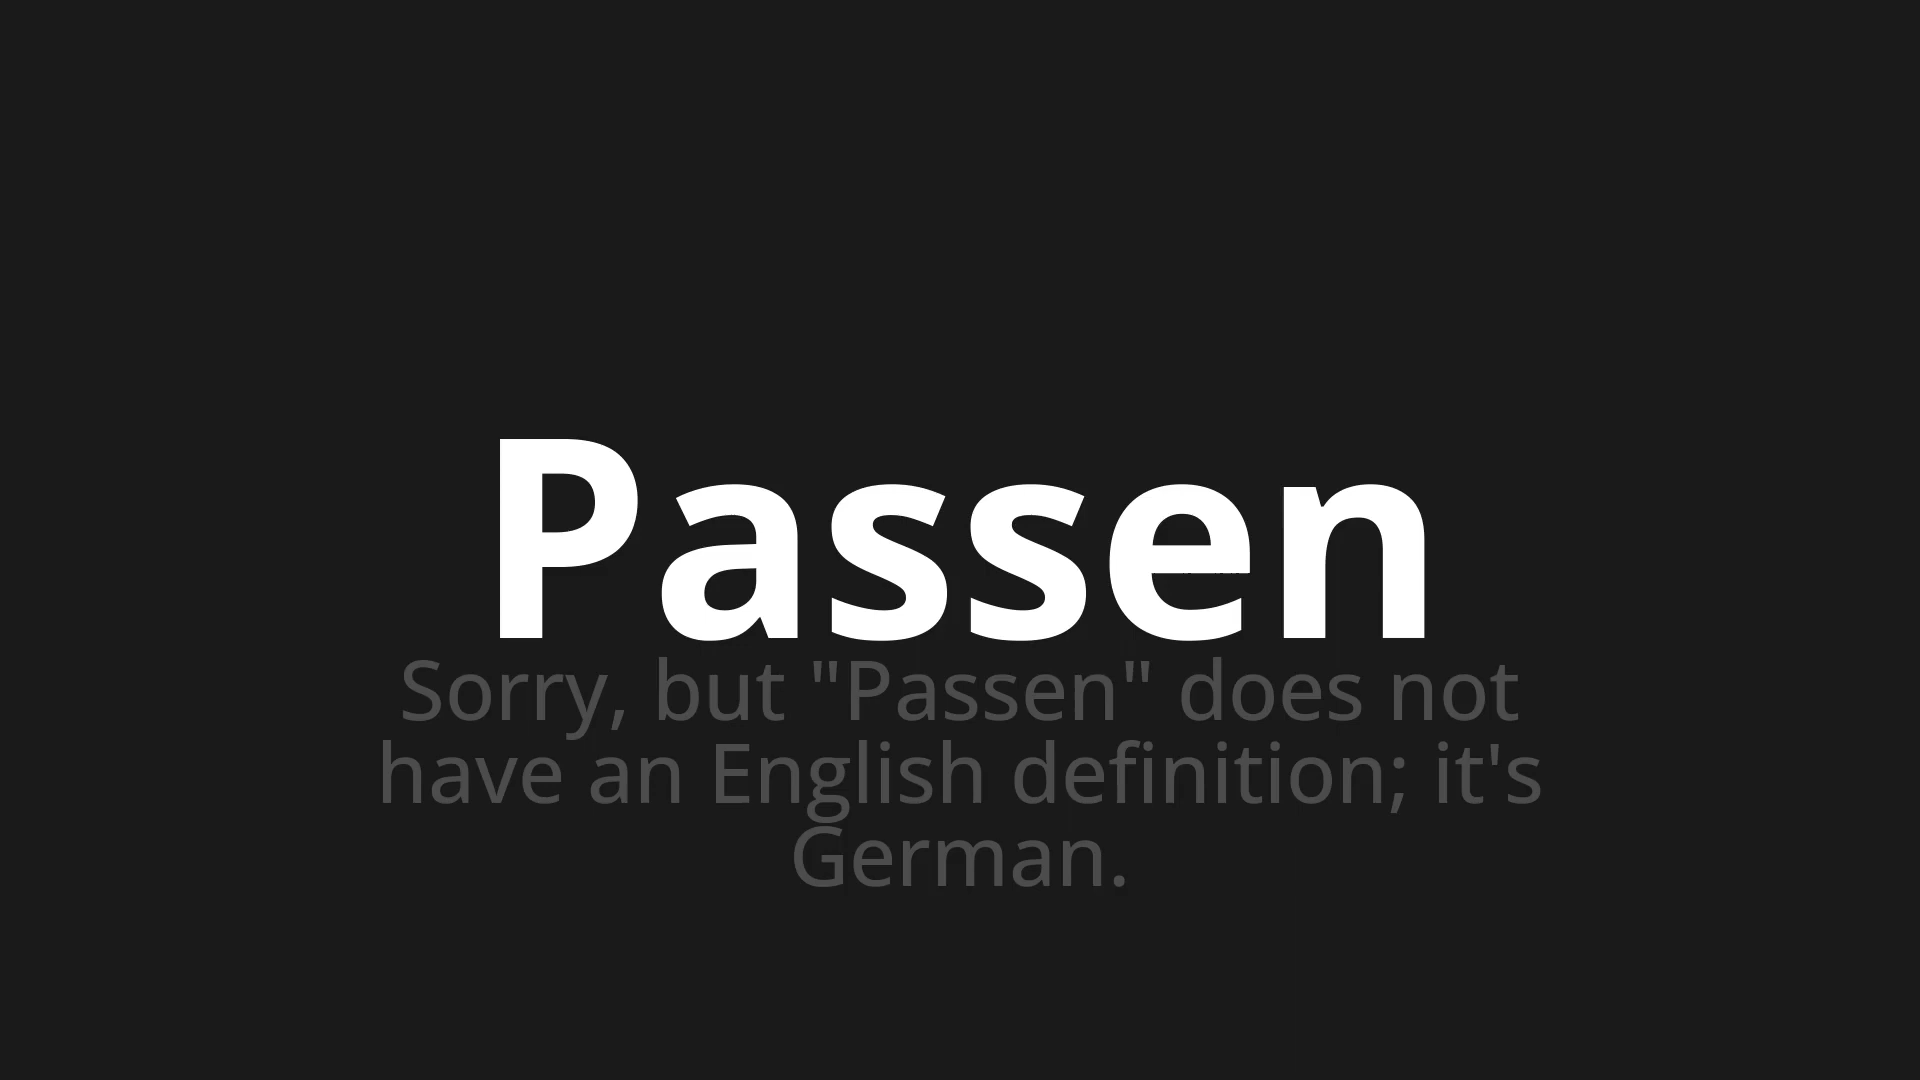 Passen
Sorry, but "Passen" does not
have an English definition; it's
German.